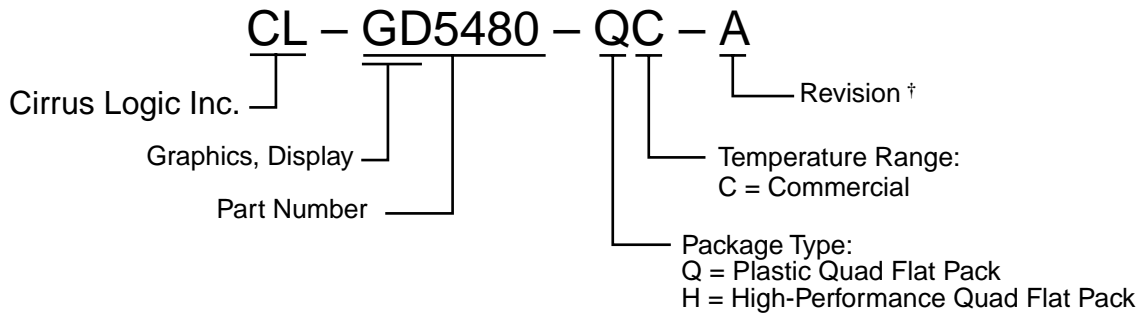 CL – GD5480 – QC – A
Cirrus Logic Inc.
Revision †
Graphics, Display
Temperature Range:
C = Commercial
Part Number
Package Type:
Q = Plastic Quad Flat Pack
H = High-Performance Quad Flat Pack